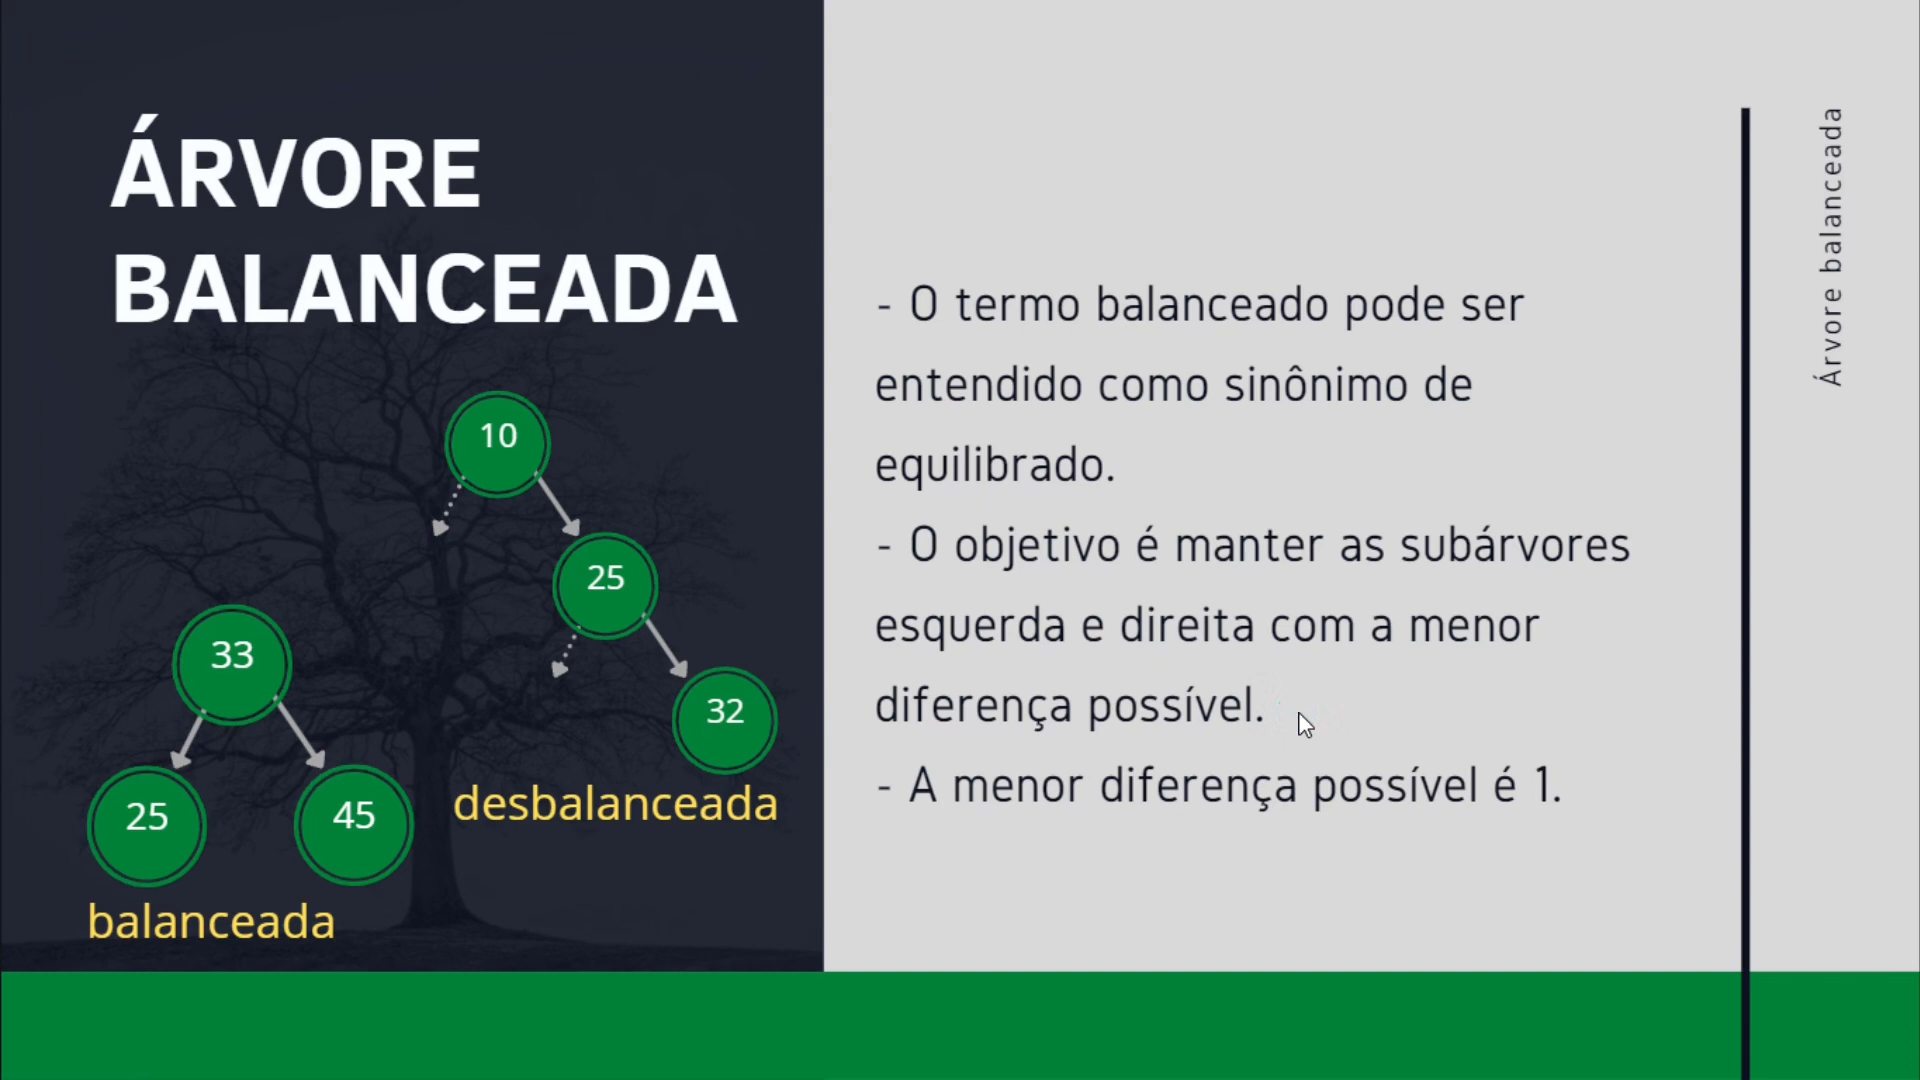 ÁRVORE
BALANCEADA
10
25
32
desbalanceada
33
25
45
balanceada
- O termo balanceado pode ser
entendido como sinônimo de
equilibrado.
- O objetivo é manter as subárvores
esquerda e direita com a menor
diferença possível.
- A menor diferença possível é 1.
Árvore balanceada